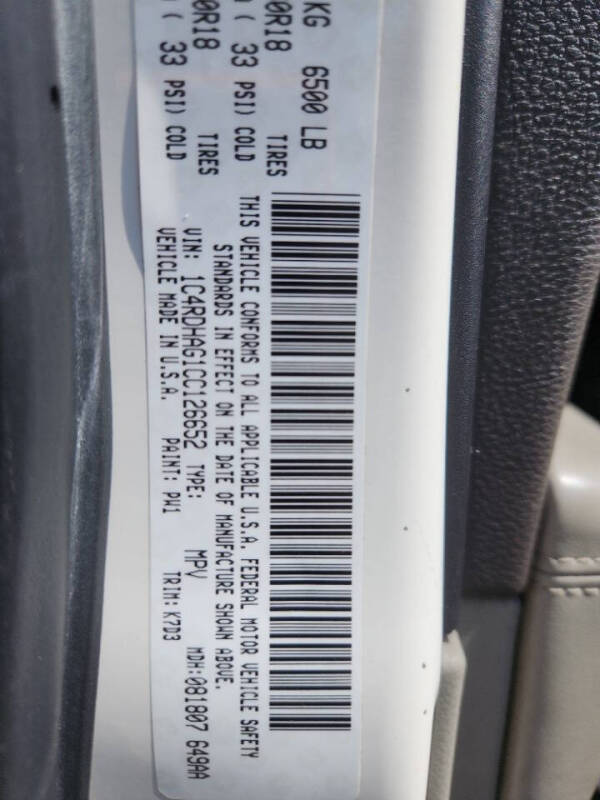 KG 6500 LB
0R18 TIRES
( 33 PSI) COLD
0R18 TIRES
( 33 PSI) COLD
THIS VEHICLE CONFORMS TO ALL APPLICABLE U.S.A. FEDERAL MOTOR VEHICLE SAFETY
STANDARDS IN EFFECT ON THE DATE OF MANUFACTURE SHOWN ABOVE.
VIN: 1C4RDHAG1CC126652 TYPE: MPV MDH:081807 649AA
VEHICLE MADE IN U.S.A. PAINT: PW1 TRIM: K7D3